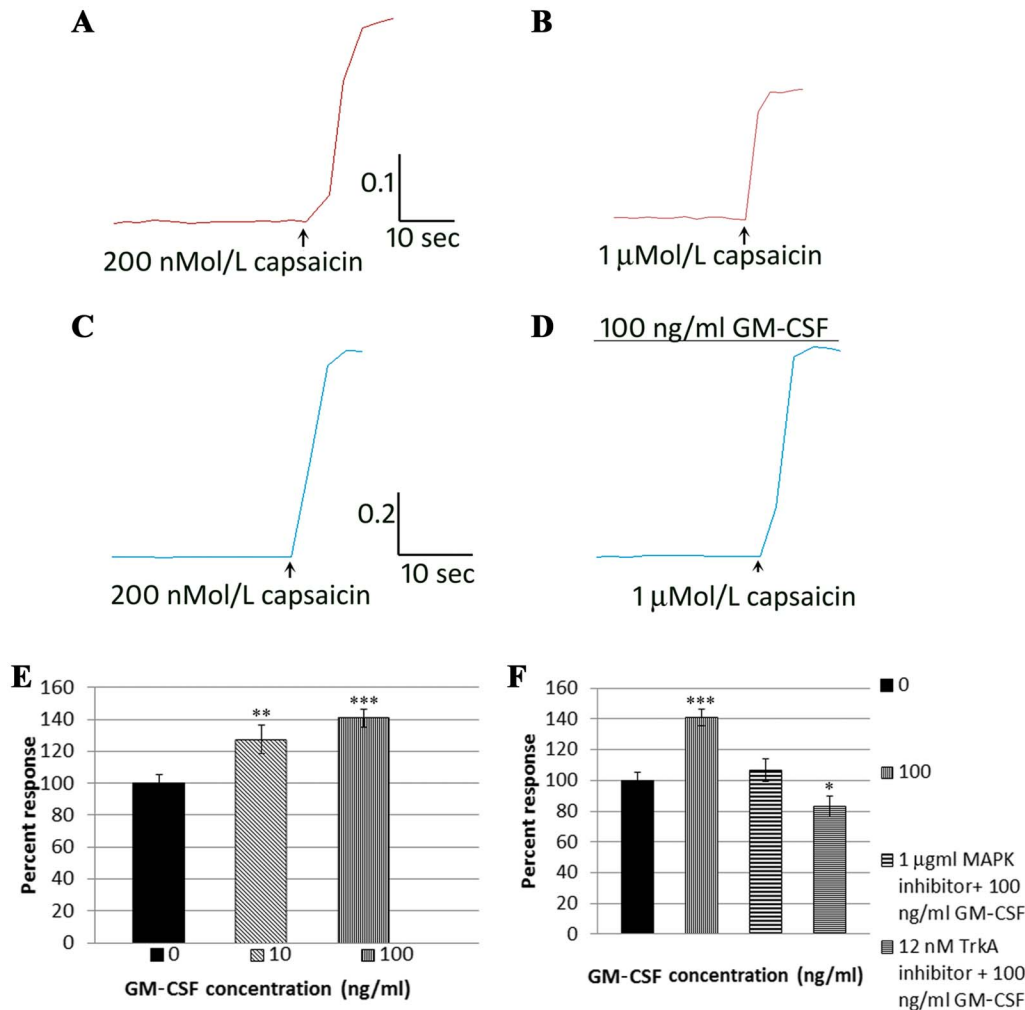 A
B
0.1
10 sec
200 nMol/L capsaicin
1 μMol/L capsaicin
C
D
100 ng/ml GM-CSF
0.2
10 sec
200 nMol/L capsaicin
1 μMol/L capsaicin
E
Percent response
160
140
120
100
80
60
40
20
0
**
***
0
10
100
GM-CSF concentration (ng/ml)
F
Percent response
160
140
120
100
80
60
40
20
0
***
*
GM-CSF concentration (ng/ml)
0
100
1 μgml MAPK
inhibitor+ 100
ng/ml GM-CSF
12 nM TrkA
inhibitor + 100
ng/ml GM-CSF